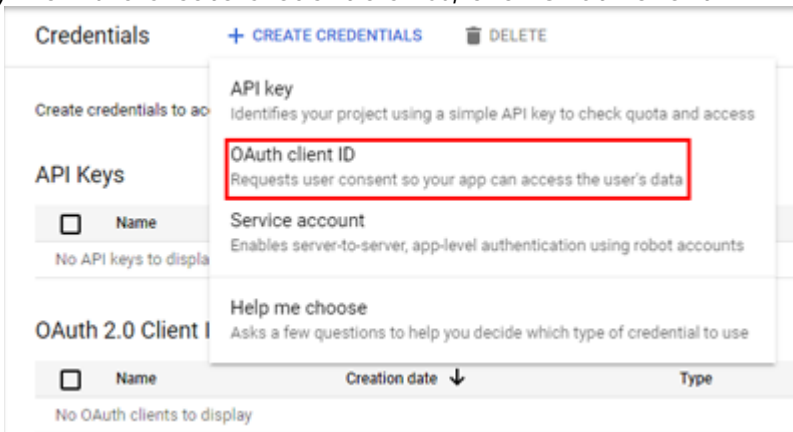 Credentials + CREATE CREDENTIALS DELETE
API key
Create credentials to ac Identifies your project using a simple API key to check quota and access
OAuth client ID
API Keys Requests user consent so your app can access the user's data
Name Service account
No API keys to displa Enables server-to-server, app-level authentication using robot accounts
Help me choose
OAuth 2.0 Client I Asks a few questions to help you decide which type of credential to use
Name Creation date Type
No OAuth clients to display